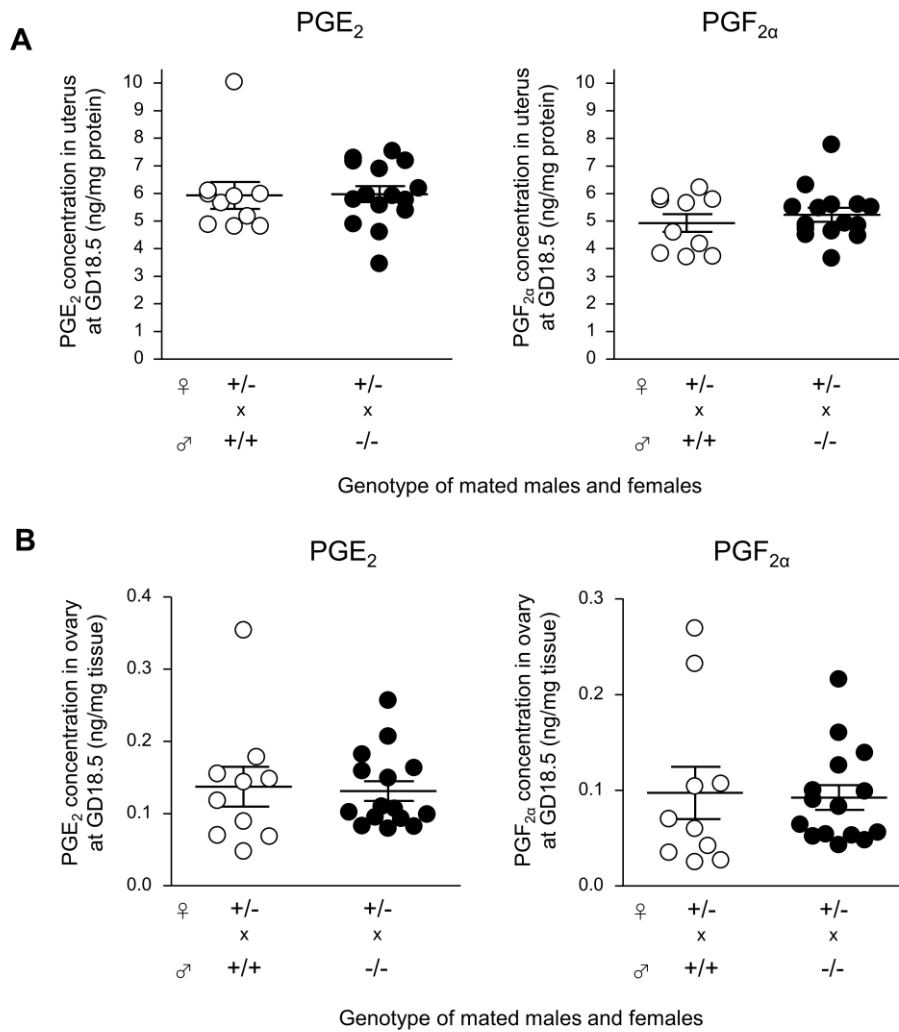 A
PGE₂
PGE₂ concentration in uterus
at GD18.5 (ng/mg protein)
10
9
8
7
6
5
4
3
2
1
0
♀ +/- +/-
x x
♂ +/+ -/-
PGF₂α
PGF₂α concentration in uterus
at GD18.5 (ng/mg protein)
10
9
8
7
6
5
4
3
2
1
0
♀ +/- +/-
x x
♂ +/+ -/-
Genotype of mated males and females
B
PGE₂
PGE₂ concentration in ovary
at GD18.5 (ng/mg tissue)
0.4
0.3
0.2
0.1
0.0
♀ +/- +/-
x x
♂ +/+ -/-
PGF₂α
PGF₂α concentration in ovary
at GD18.5 (ng/mg tissue)
0.3
0.2
0.1
0.0
♀ +/- +/-
x x
♂ +/+ -/-
Genotype of mated males and females